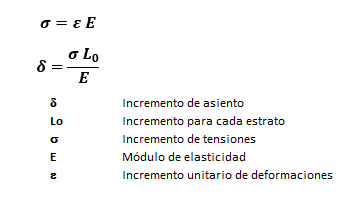 σ = ε E
δ = σ L₀ / E
δ Incremento de asiento
Lo Incremento para cada estrato
σ Incremento de tensiones
E Módulo de elasticidad
ε Incremento unitario de deformaciones